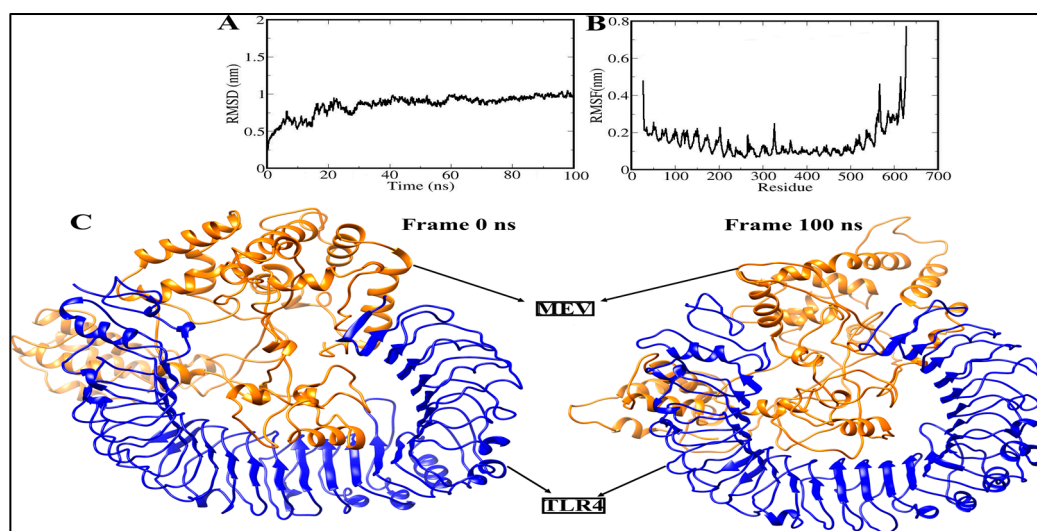 A
RMSD (nm)
2
1.5
1
0.5
0
0 20 40 60 80 100
Time (ns)
B
RMSF(nm)
0.8
0.6
0.4
0.2
0
0 100 200 300 400 500 600 700
Residue
C
Frame 0 ns
Frame 100 ns
MEV
TLR4